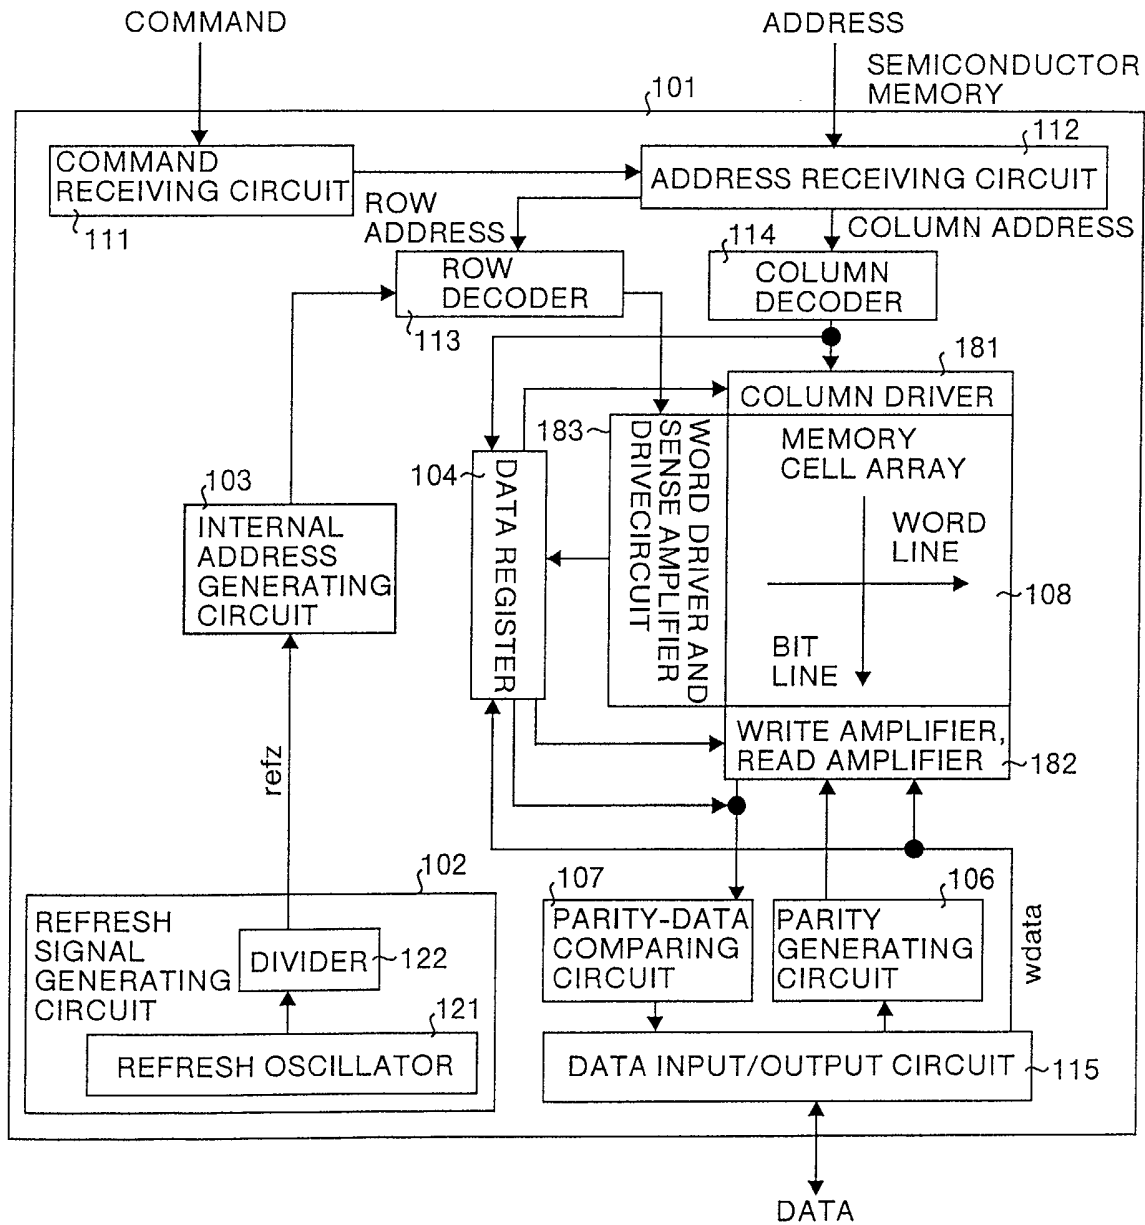 COMMAND
ADDRESS
SEMICONDUCTOR
MEMORY
101
112
COMMAND
RECEIVING CIRCUIT
111
ADDRESS RECEIVING CIRCUIT
ROW
ADDRESS
COLUMN ADDRESS
114
ROW
DECODER
113
COLUMN
DECODER
181
COLUMN DRIVER
183
WORD DRIVER AND
SENSE AMPLIFIER
DRIVECIRCUIT
MEMORY
CELL ARRAY
WORD
LINE
BIT
LINE
108
104
DATA REGISTER
103
INTERNAL
ADDRESS
GENERATING
CIRCUIT
WRITE AMPLIFIER,
READ AMPLIFIER
182
refz
102
REFRESH
SIGNAL
GENERATING
CIRCUIT
DIVIDER
122
121
REFRESH OSCILLATOR
107
PARITY-DATA
COMPARING
CIRCUIT
106
PARITY
GENERATING
CIRCUIT
wdata
DATA INPUT/OUTPUT CIRCUIT
115
DATA